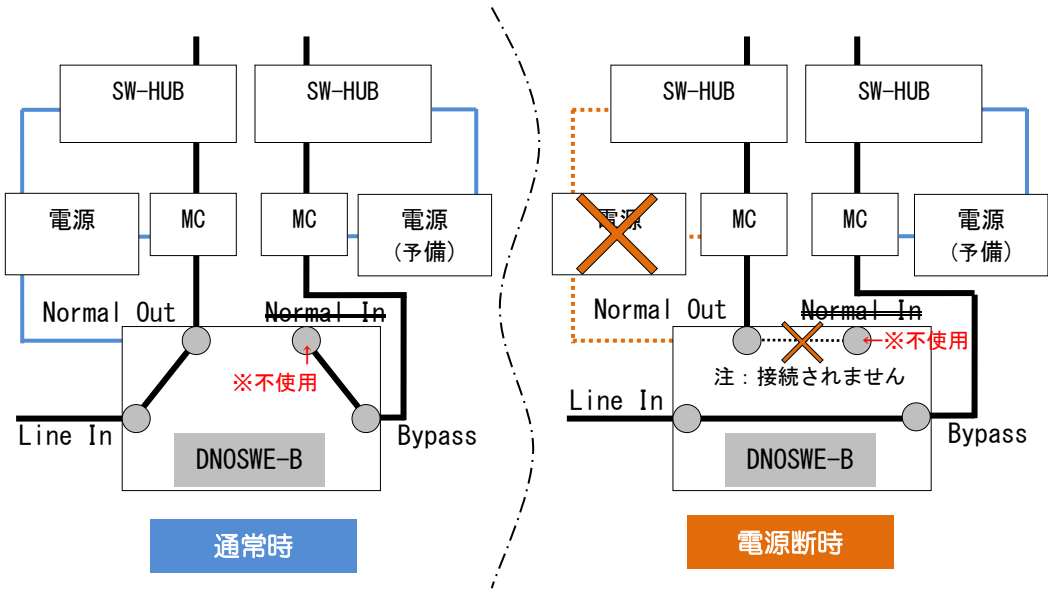 SW-HUB
SW-HUB
電源
MC
MC
電源
(予備)
Normal Out
Normal In
↑
※不使用
Line In
Bypass
DNOSWE-B
通常時
SW-HUB
SW-HUB
電源
MC
MC
電源
(予備)
Normal Out
Normal In
←※不使用
注：接続されません
Line In
Bypass
DNOSWE-B
電源断時